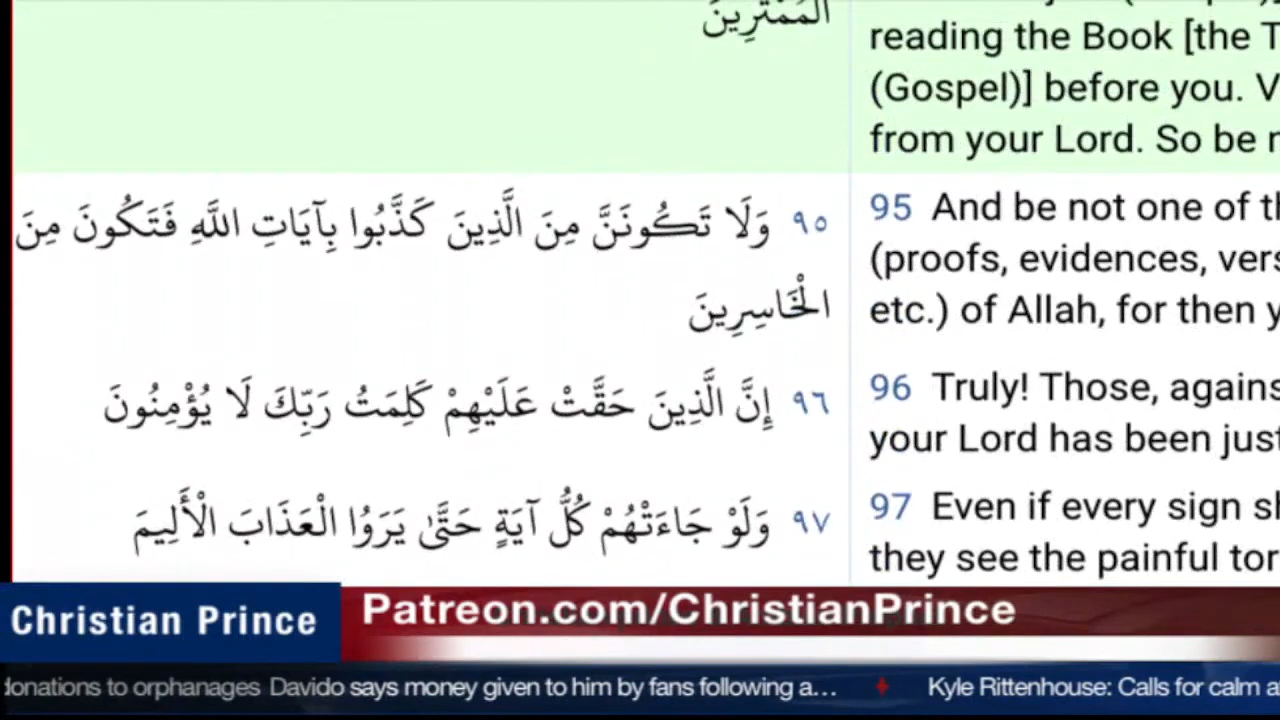 الْمُمْتَرِينَ
reading the Book [the T
(Gospel)] before you. V
from your Lord. So be
٩٥ وَلَا تَكُونَنَّ مِنَ الَّذِينَ كَذَّبُوا بِآيَاتِ اللَّهِ فَتَكُونَ مِنَ
الْخَاسِرِينَ
95 And be not one of th
(proofs, evidences, vers
etc.) of Allah, for then y
٩٦ إِنَّ الَّذِينَ حَقَّتْ عَلَيْهِمْ كَلِمَتُ رَبِّكَ لَا يُؤْمِنُونَ
96 Truly! Those, agains
your Lord has been just
٩٧ وَلَوْ جَاءَتْهُمْ كُلُّ آيَةٍ حَتَّىٰ يَرَوُا الْعَذَابَ الْأَلِيمَ
97 Even if every sign sh
they see the painful tor
Christian Prince
Patreon.com/ChristianPrince
donations to orphanages Davido says money given to him by fans following a... Kyle Rittenhouse: Calls for calm a